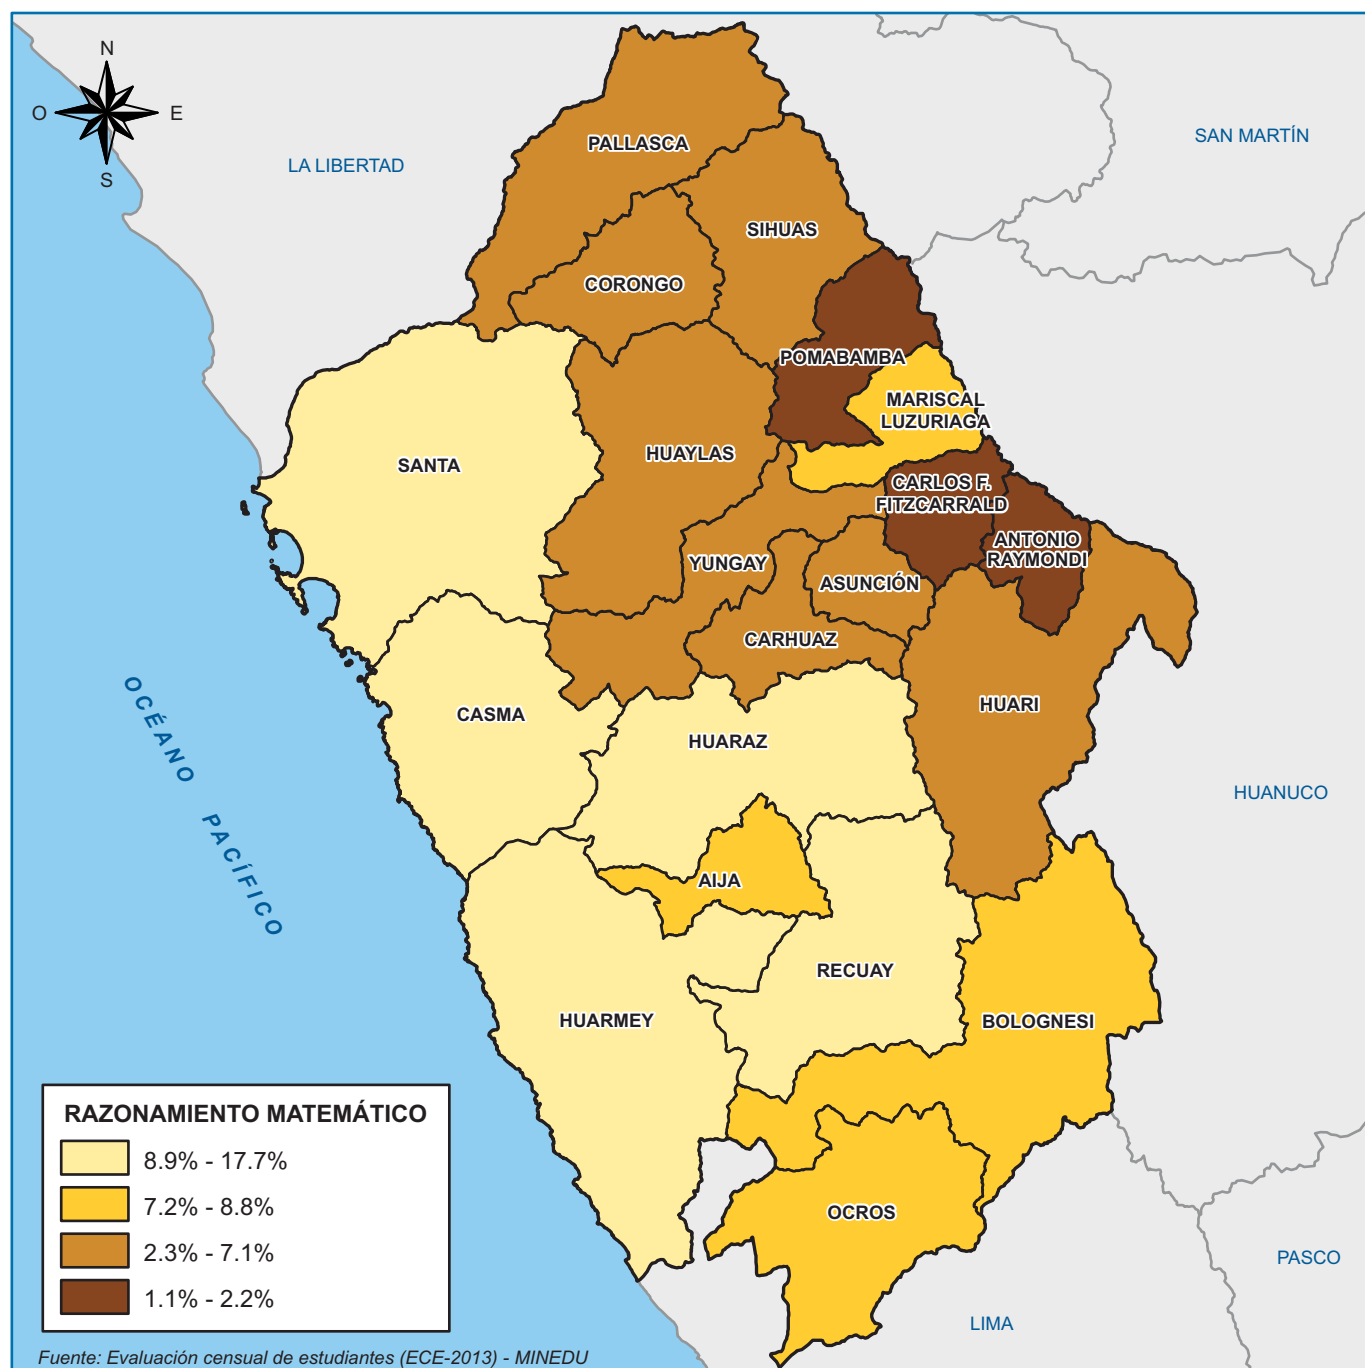 N
O
E
S
LA LIBERTAD
SAN MARTÍN
PALLASCA
SIHUAS
CORONGO
POMABAMBA
MARISCAL
LUZURIAGA
SANTA
HUAYLAS
CARLOS F.
FITZCARRALD
ANTONIO
RAYMONDI
YUNGAY
ASUNCIÓN
CARHUAZ
HUARI
CASMA
HUARAZ
OCÉANO PACÍFICO
HUANUCO
AIJA
RECUAY
HUARMEY
BOLOGNESI
OCROS
PASCO
LIMA
RAZONAMIENTO MATEMÁTICO
8.9% - 17.7%
7.2% - 8.8%
2.3% - 7.1%
1.1% - 2.2%
Fuente: Evaluación censual de estudiantes (ECE-2013) - MINEDU